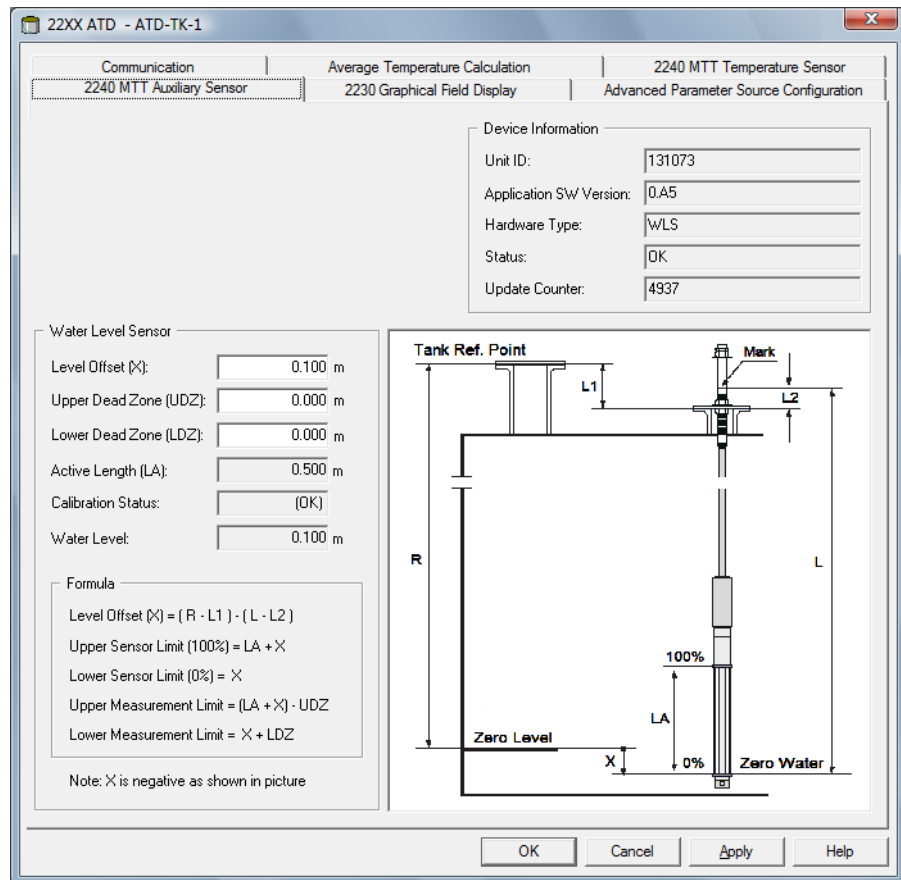 22XX ATD - ATD-TK-1
Communication
Average Temperature Calculation
2240 MTT Temperature Sensor
2240 MTT Auxiliary Sensor
2230 Graphical Field Display
Advanced Parameter Source Configuration
Device Information
Unit ID: 131073
Application SW Version: 0.A5
Hardware Type: WLS
Status: OK
Update Counter: 4937
Water Level Sensor
Level Offset (X): 0.100 m
Upper Dead Zone (UDZ): 0.000 m
Lower Dead Zone (LDZ): 0.000 m
Active Length (LA): 0.500 m
Calibration Status: (OK)
Water Level: 0.100 m
Formula
Level Offset (X) = ( R - L1 ) - ( L - L2 )
Upper Sensor Limit (100%) = LA + X
Lower Sensor Limit (0%) = X
Upper Measurement Limit = (LA + X) - UDZ
Lower Measurement Limit = X + LDZ
Note: X is negative as shown in picture
Tank Ref. Point
Mark
L1
L2
R
L
100%
LA
Zero Level
X
0%
Zero Water
OK
Cancel
Apply
Help